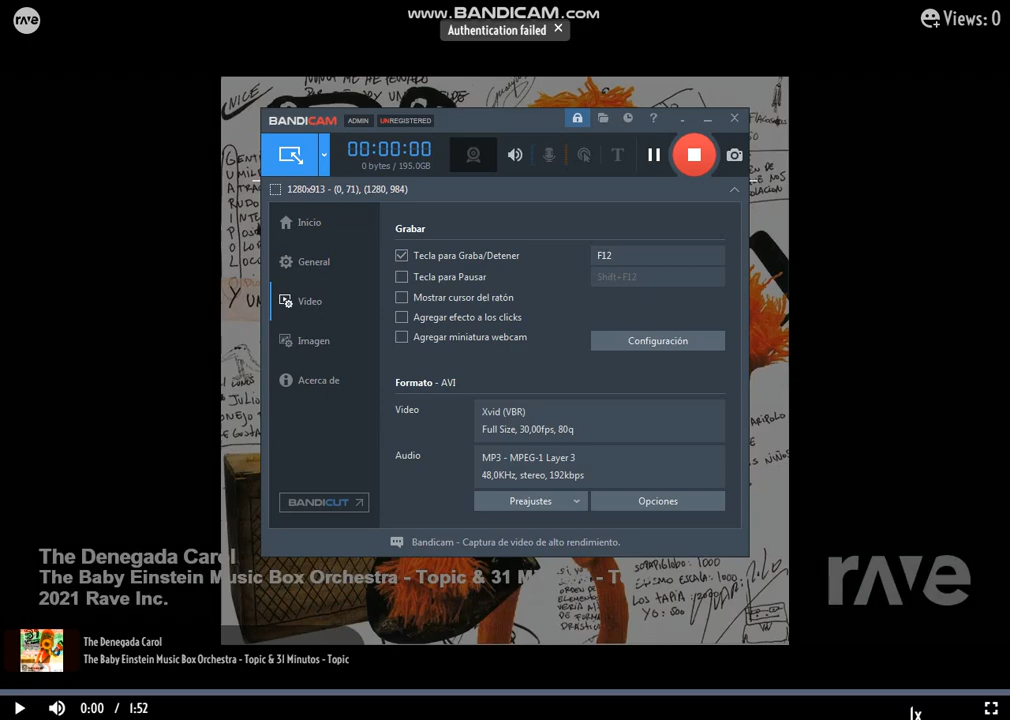 rave
WWW.BANDICAM.COM
Authentication failed
Views: 0
NICE
BANDICAM
ADMIN
UNREGISTERED
00:00:00
0 bytes / 195.0GB
1280x913 - (0, 71), (1280, 984)
Inicio
General
Video
Imagen
Acerca de
BANDICUT
Grabar
Tecla para Graba/Detener
F12
Tecla para Pausar
Shift+F12
Mostrar cursor del ratón
Agregar efecto a los clicks
Agregar miniatura webcam
Configuración
Formato - AVI
Video
Xvid (VBR)
Full Size, 30,00fps, 80q
Audio
MP3 - MPEG-1 Layer 3
48,0KHz, stereo, 192kbps
Preajustes
Opciones
Bandicam - Captura de video de alto rendimiento.
The Denegada Carol
The Baby Einstein Music Box Orchestra - Topic & 31 Minutos - T
2021 Rave Inc.
rave
The Denegada Carol
The Baby Einstein Music Box Orchestra - Topic & 31 Minutos - Topic
0:00 / 1:52
1x